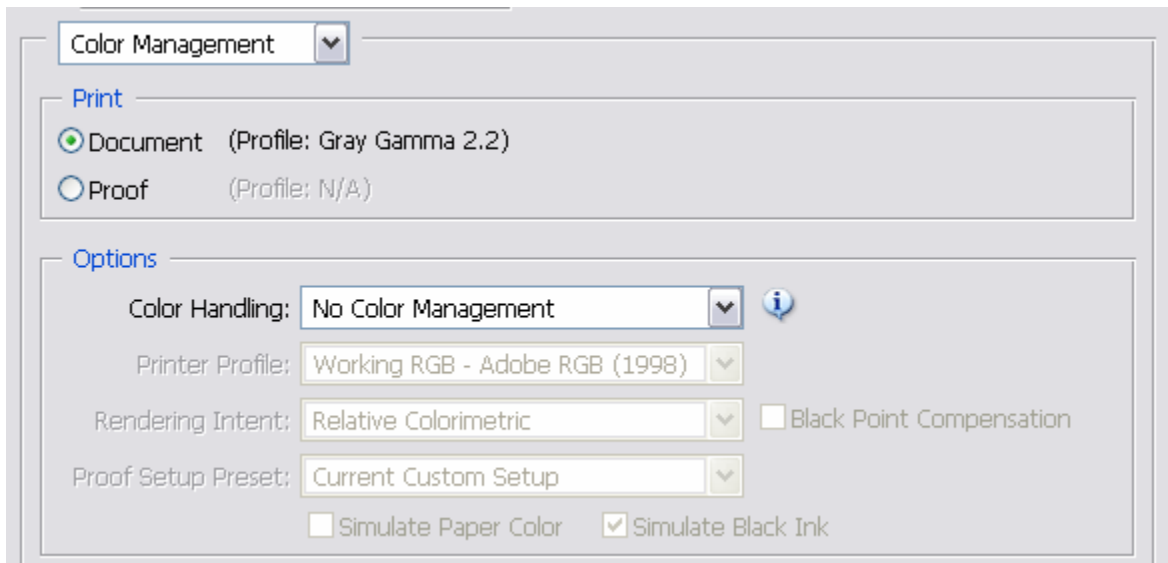 Color Management
Print
Document (Profile: Gray Gamma 2.2)
Proof (Profile: N/A)
Options
Color Handling: No Color Management
Printer Profile: Working RGB - Adobe RGB (1998)
Rendering Intent: Relative Colorimetric Black Point Compensation
Proof Setup Preset: Current Custom Setup
Simulate Paper Color Simulate Black Ink